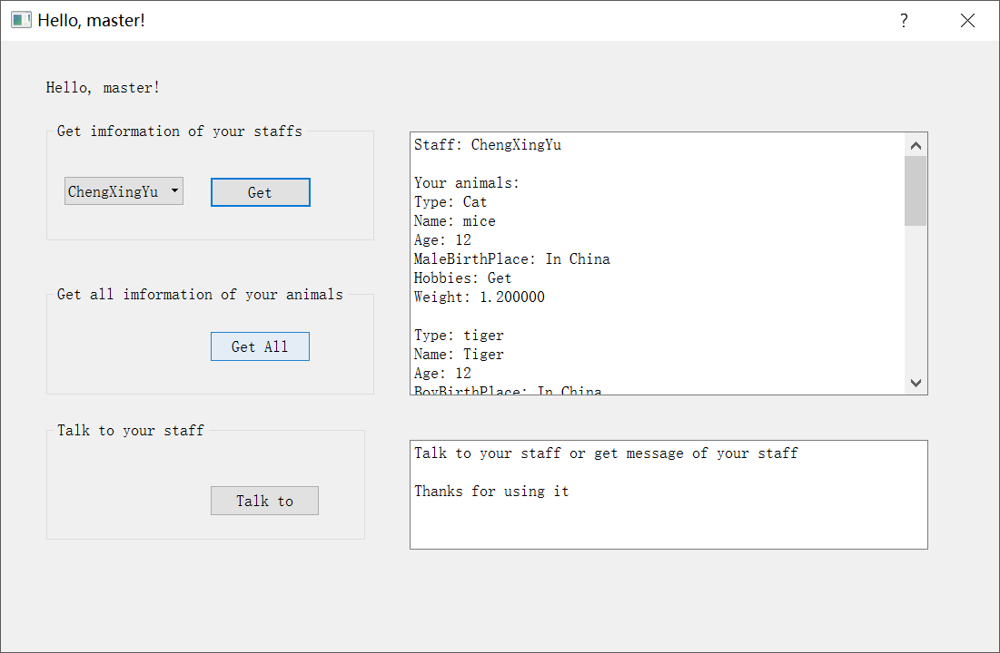 Hello, master!
?
Hello, master!
Get imformation of your staffs
ChengXingYu
Get
Get all imformation of your animals
Get All
Talk to your staff
Talk to
Staff: ChengXingYu
Your animals:
Type: Cat
Name: mice
Age: 12
MaleBirthPlace: In China
Hobbies: Get
Weight: 1.200000
Type: tiger
Name: Tiger
Age: 12
BoyBirthPlace: In China
Talk to your staff or get message of your staff
Thanks for using it